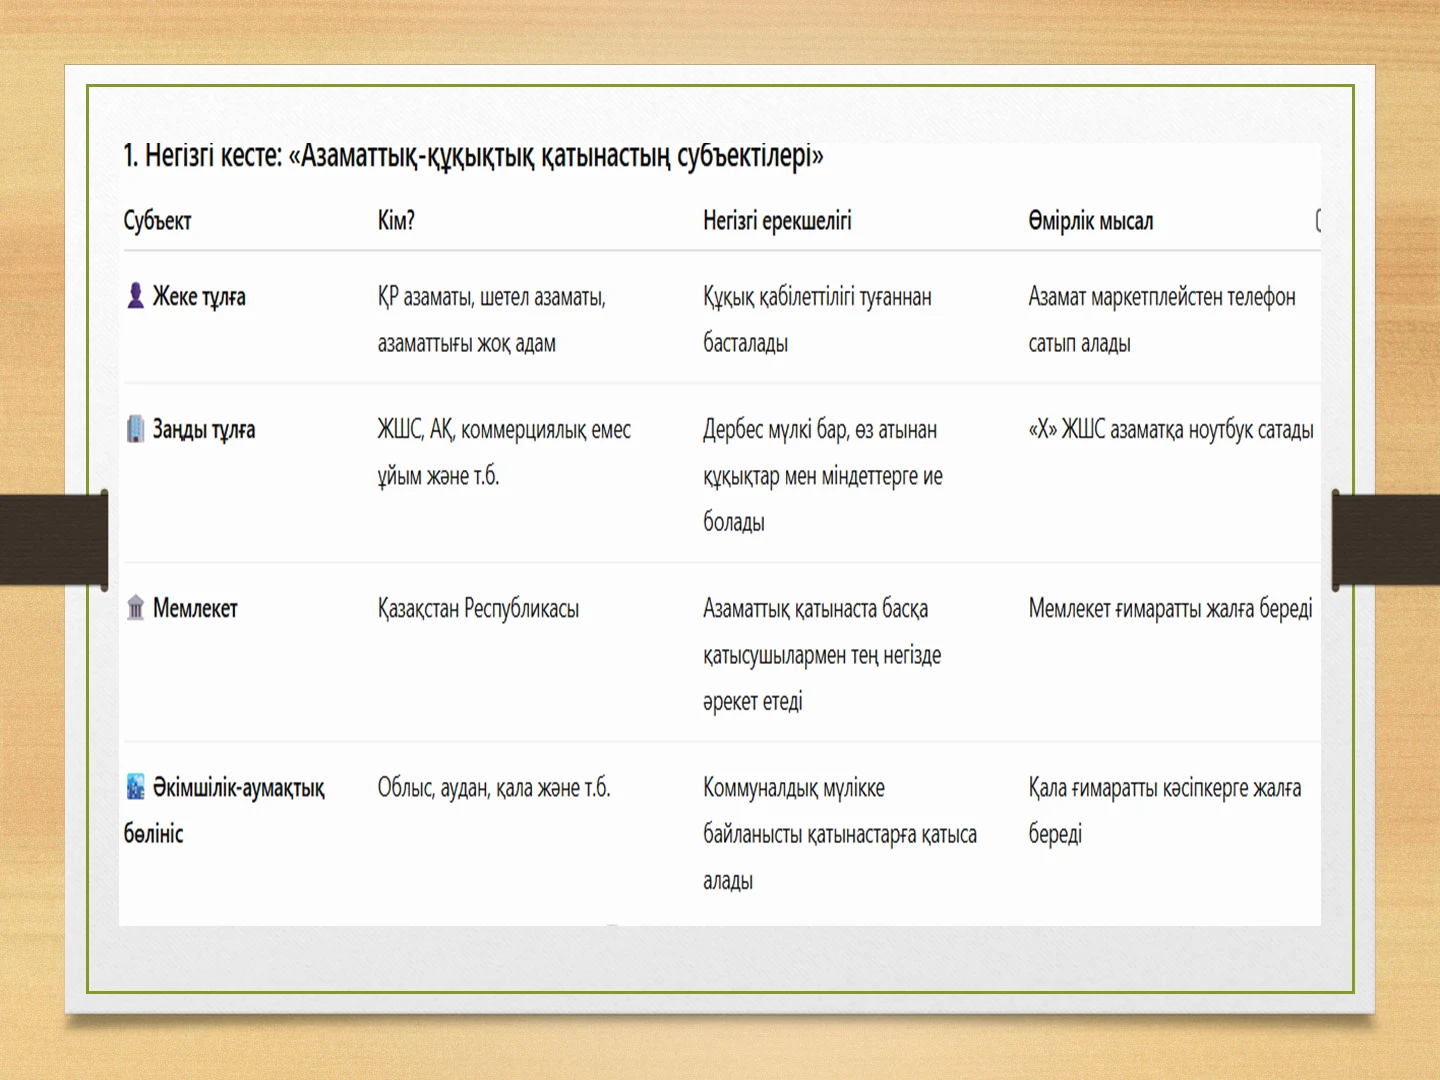 1. Негізгі кесте: «Азаматтық-құқықтық қатынастың субъектілері»
Субъект Кім? Негізгі ерекшелігі Өмірлік мысал
Жеке тұлға ҚР азаматы, шетел азаматы, Құқық қабілеттілігі туғаннан Азамат маркетплейстен телефон
азаматтығы жоқ адам басталады сатып алады
Заңды тұлға ЖШС, АҚ, коммерциялық емес Дербес мүлкі бар, өз атынан «Х» ЖШС азаматқа ноутбук сатады
ұйым және т.б. құқықтар мен міндеттерге ие
болады
Мемлекет Қазақстан Республикасы Азаматтық қатынаста басқа Мемлекет ғимаратты жалға береді
қатысушылармен тең негізде
әрекет етеді
Әкімшілік-аумақтық Облыс, аудан, қала және т.б. Коммуналдық мүлікке Қала ғимаратты кәсіпкерге жалға
бөлініс байланысты қатынастарға қатыса береді
алады